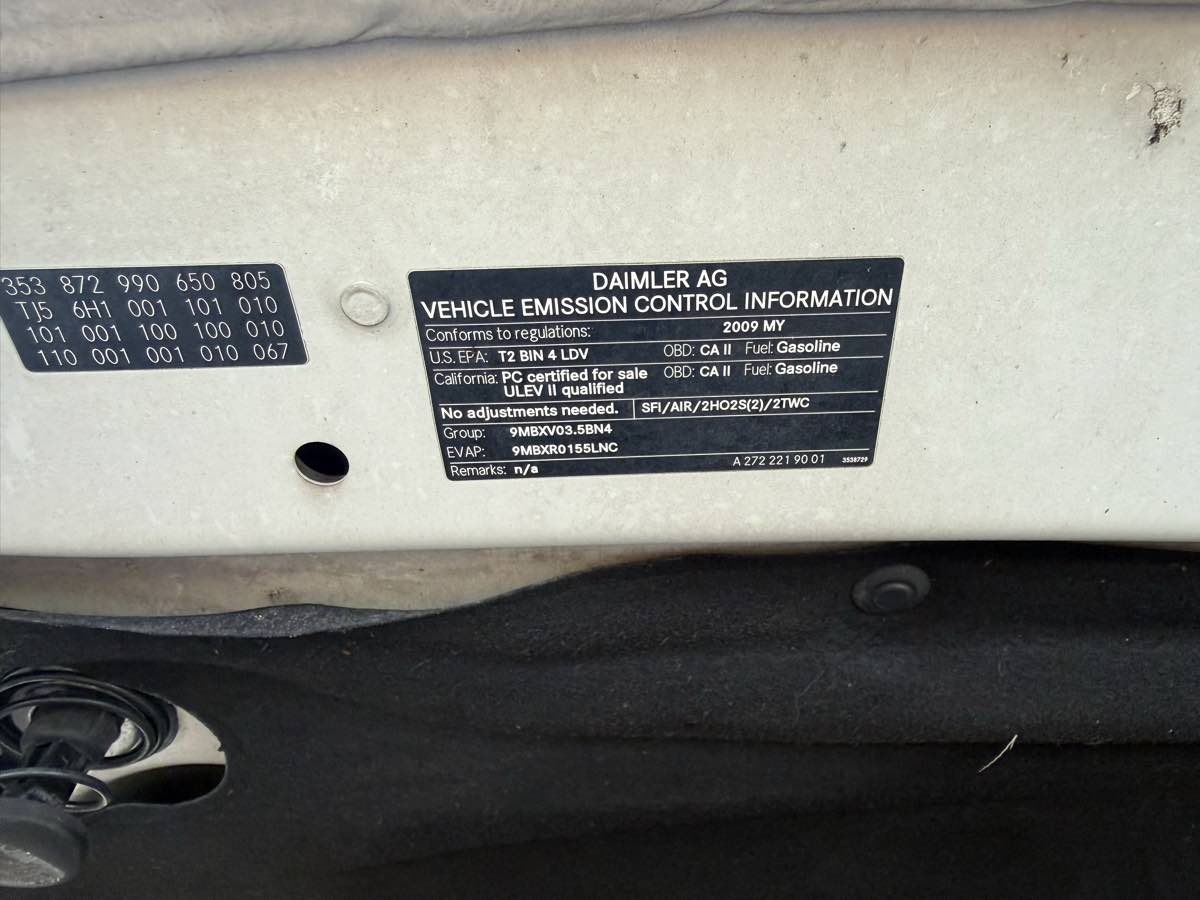 353 872 990 650 805
TJ5 6H1 001 101 010
101 001 100 100 010
110 001 001 010 067
DAIMLER AG
VEHICLE EMISSION CONTROL INFORMATION
Conforms to regulations: 2009 MY
U.S. EPA: T2 BIN 4 LDV OBD: CA II Fuel: Gasoline
California: PC certified for sale OBD: CA II Fuel: Gasoline
ULEV II qualified
No adjustments needed. SFI/AIR/2HO2S(2)/2TWC
Group: 9MBXV03.5BN4
EVAP: 9MBXR0155LNC
Remarks: n/a A 272 221 90 01 3538729